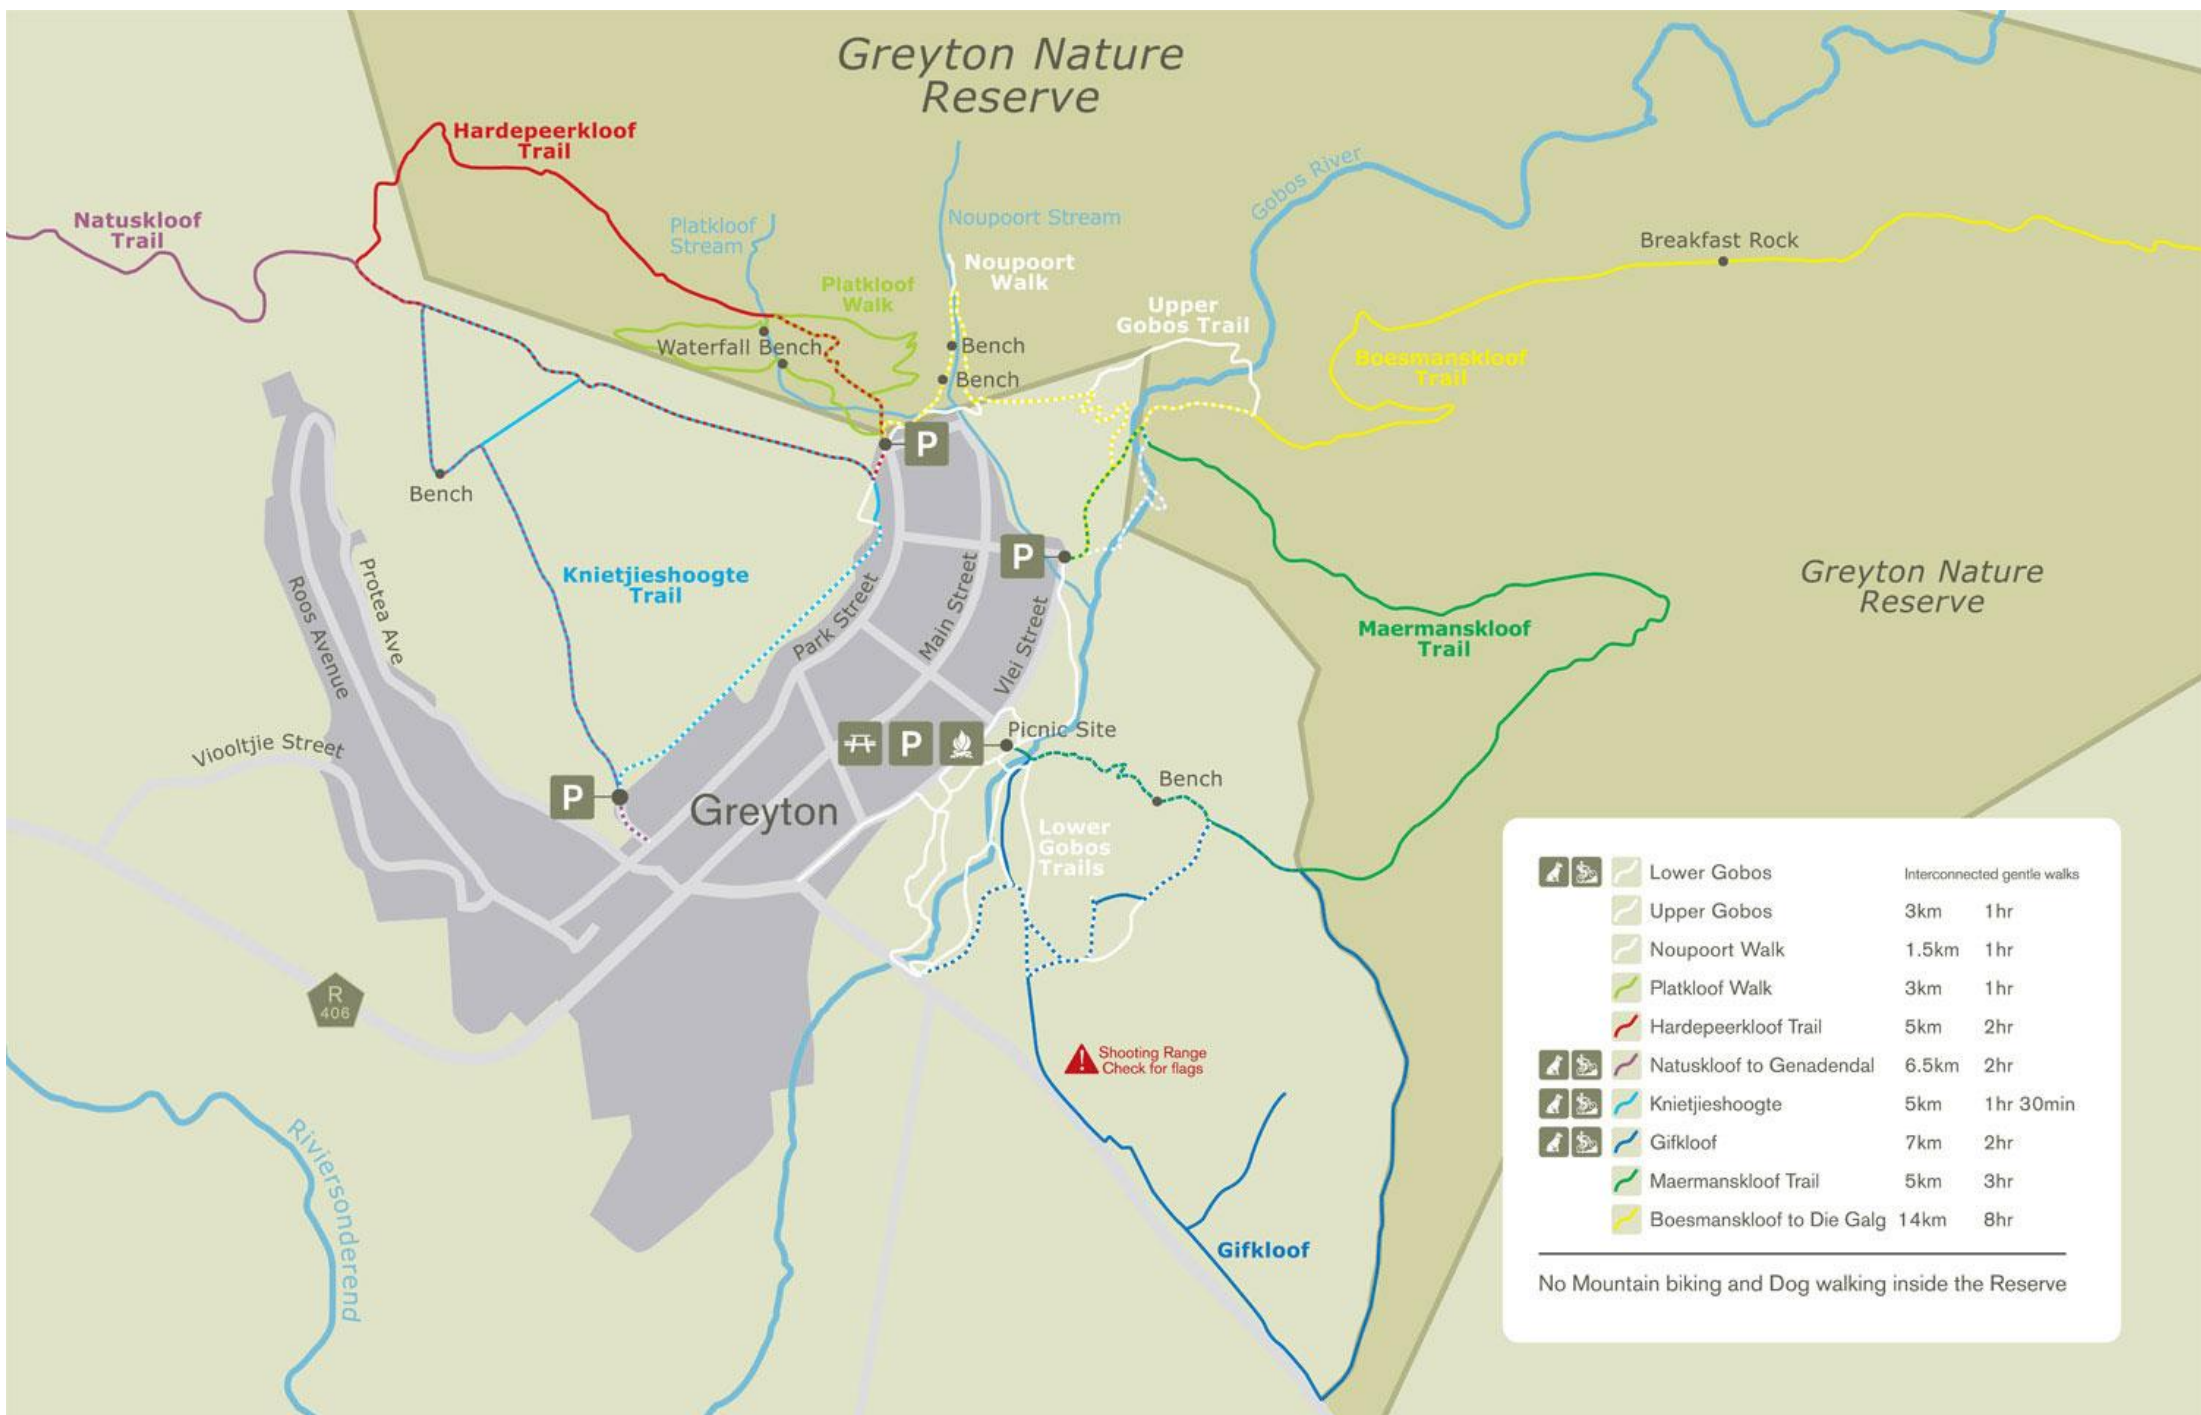 Greyton Nature
Reserve
Hardepeerkloof
Trail
Natuskloof
Trail
Platkloof
Stream
Noupoort Stream
Gobos River
Noupoort
Walk
Platkloof
Walk
Upper
Gobos Trail
Breakfast Rock
Waterfall Bench
Bench
Bench
Boesmanskloof
Trail
P
Bench
P
Knietjieshoogte
Trail
Protea Ave
Roos Avenue
Park Street
Main Street
Vlei Street
Greyton Nature
Reserve
Maermanskloof
Trail
Viooltjie Street
P
Picnic Site
Bench
P
Greyton
Lower
Gobos
Trails
R
406
Shooting Range
Check for flags
Riviersonderend
Gifkloof
Lower Gobos Interconnected gentle walks
Upper Gobos 3km 1hr
Noupoort Walk 1.5km 1hr
Platkloof Walk 3km 1hr
Hardepeerkloof Trail 5km 2hr
Natuskloof to Genadendal 6.5km 2hr
Knietjieshoogte 5km 1hr 30min
Gifkloof 7km 2hr
Maermanskloof Trail 5km 3hr
Boesmanskloof to Die Galg 14km 8hr
No Mountain biking and Dog walking inside the Reserve